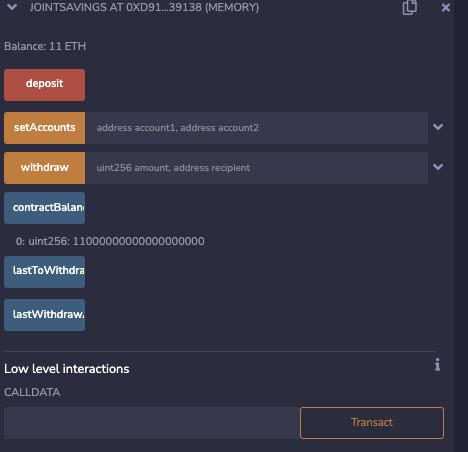 JOINTSAVINGS AT 0XD91...39138 (MEMORY)
Balance: 11 ETH
deposit
setAccounts address account1, address account2
withdraw uint256 amount, address recipient
contractBalan
0: uint256: 11000000000000000000
lastToWithdra
lastWithdrawA
Low level interactions
CALLDATA
Transact